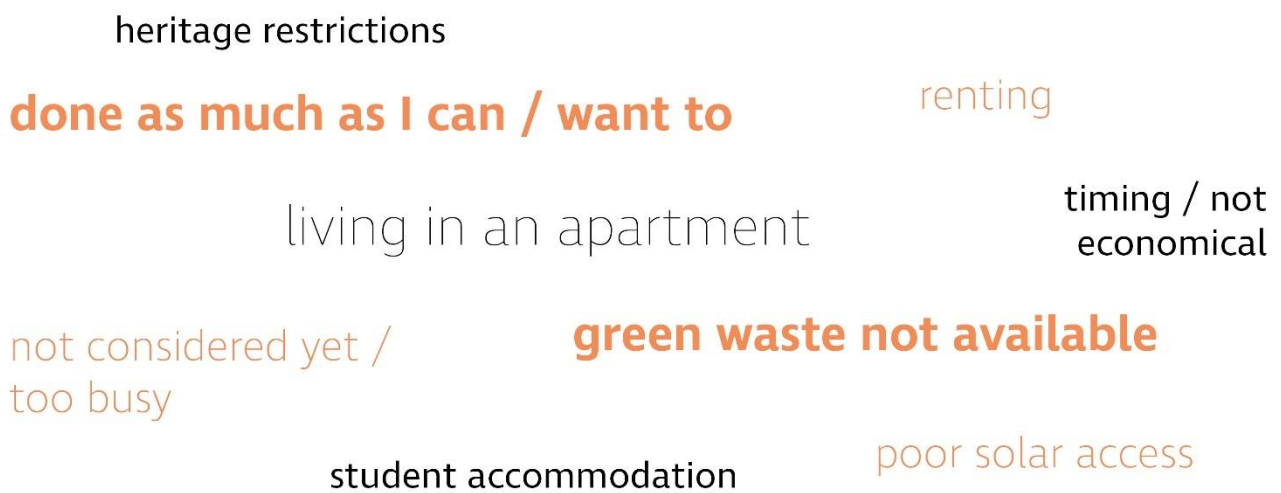 heritage restrictions
done as much as I can / want to
renting
living in an apartment
timing / not
economical
green waste not available
not considered yet /
too busy
poor solar access
student accommodation